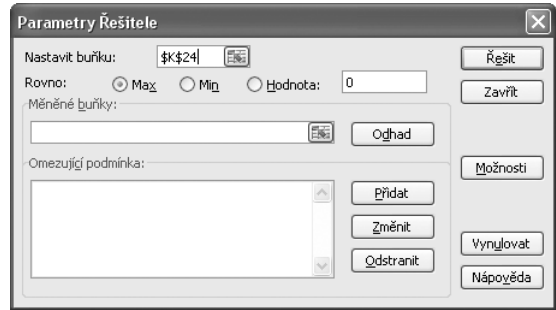 Parametry Řešitele
Nastavit buňku: $K$24 Řešit
Rovno: Max Min Hodnota: 0 Zavřít
Měněné buňky:
Odhad
Omezující podmínka: Možnosti
Přidat
Změnit
Odstranit Vynulovat
Nápověda